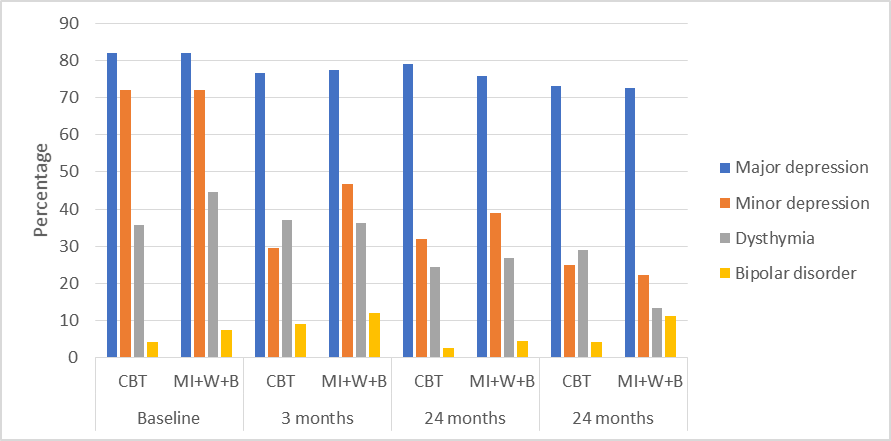 90
80
70
60
50
40
30
20
10
0
Percentage
CBT MI+W+B CBT MI+W+B CBT MI+W+B CBT MI+W+B
Baseline 3 months 24 months 24 months
Major depression
Minor depression
Dysthymia
Bipolar disorder